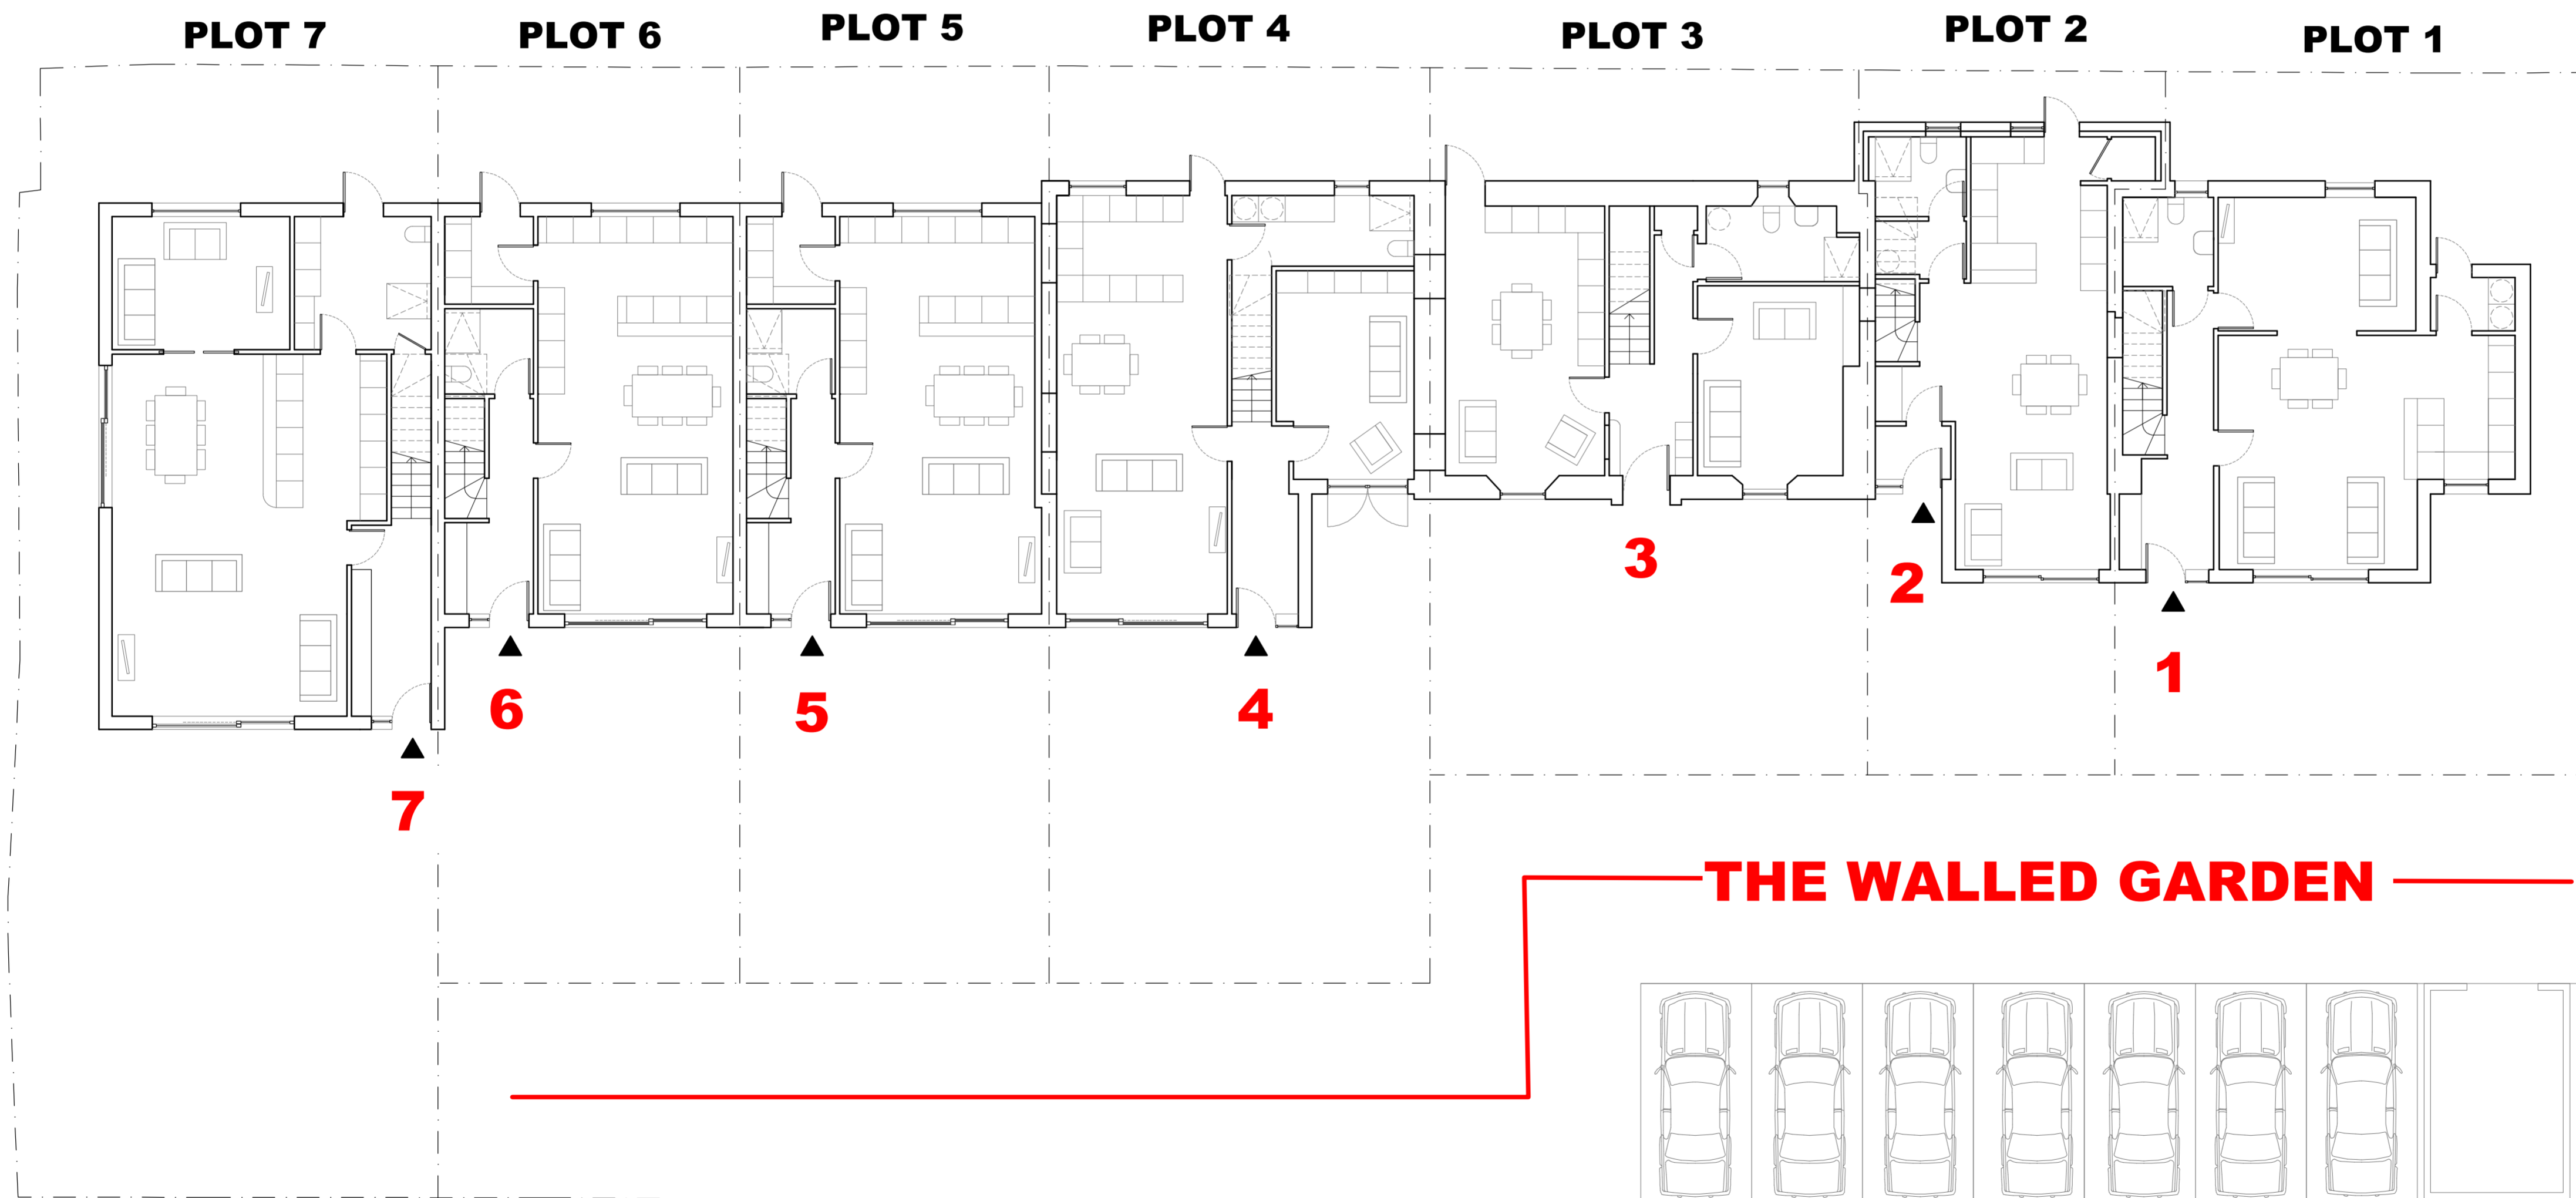 PLOT 7
PLOT 6
PLOT 5
PLOT 4
PLOT 3
PLOT 2
PLOT 1
3
2
1
6
5
4
7
THE WALLED GARDEN